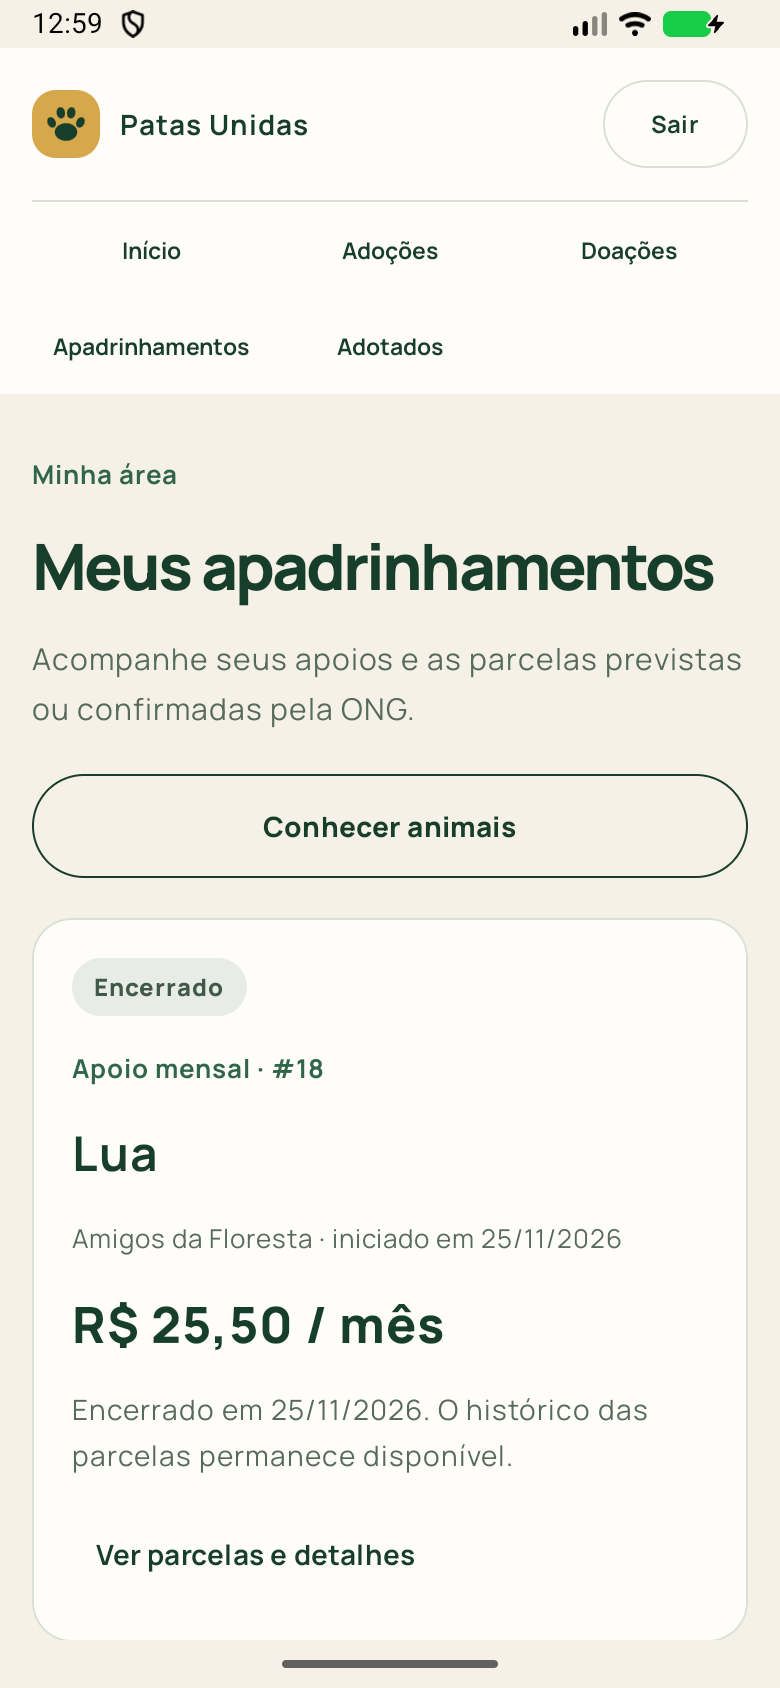 12:59
Patas Unidas
Sair
Início
Adoções
Doações
Apadrinhamentos
Adotados
Minha área
Meus apadrinhamentos
Acompanhe seus apoios e as parcelas previstas
ou confirmadas pela ONG.
Conhecer animais
Encerrado
Apoio mensal · #18
Lua
Amigos da Floresta · iniciado em 25/11/2026
R$ 25,50 / mês
Encerrado em 25/11/2026. O histórico das
parcelas permanece disponível.
Ver parcelas e detalhes